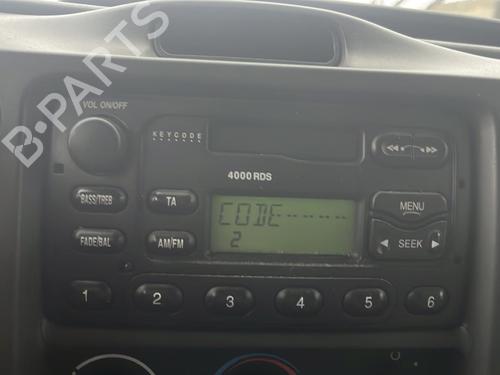 VOL ON/OFF
KEYCODE
4000 RDS
BASS/TREB
TA
CODE----
2
MENU
FADE/BAL
AM/FM
SEEK
1 2 3 4 5 6
B-PARTS